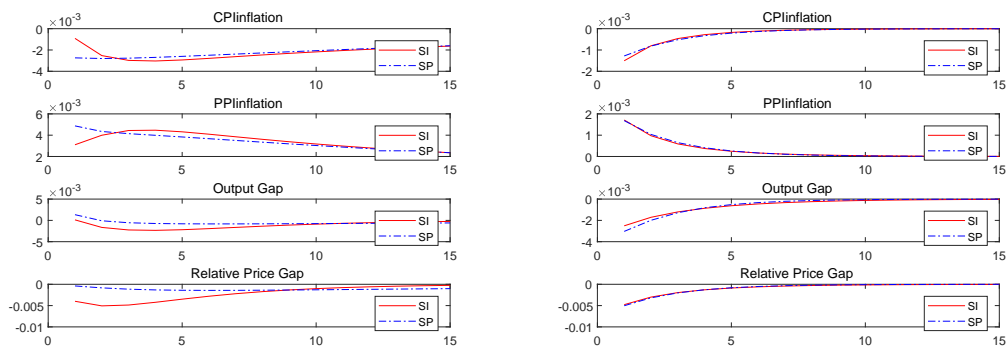 CPIinflation
×10⁻³
0
-2
-4
0 5 10 15
SI
SP
PPIinflation
×10⁻³
6
4
2
0 5 10 15
SI
SP
Output Gap
×10⁻³
5
0
-5
0 5 10 15
SI
SP
Relative Price Gap
0
-0.005
-0.01
0 5 10 15
SI
SP
CPIinflation
×10⁻³
0
-1
-2
0 5 10 15
SI
SP
PPIinflation
×10⁻³
2
1
0
0 5 10 15
SI
SP
Output Gap
×10⁻³
0
-2
-4
0 5 10 15
SI
SP
Relative Price Gap
0
-0.005
-0.01
0 5 10 15
SI
SP